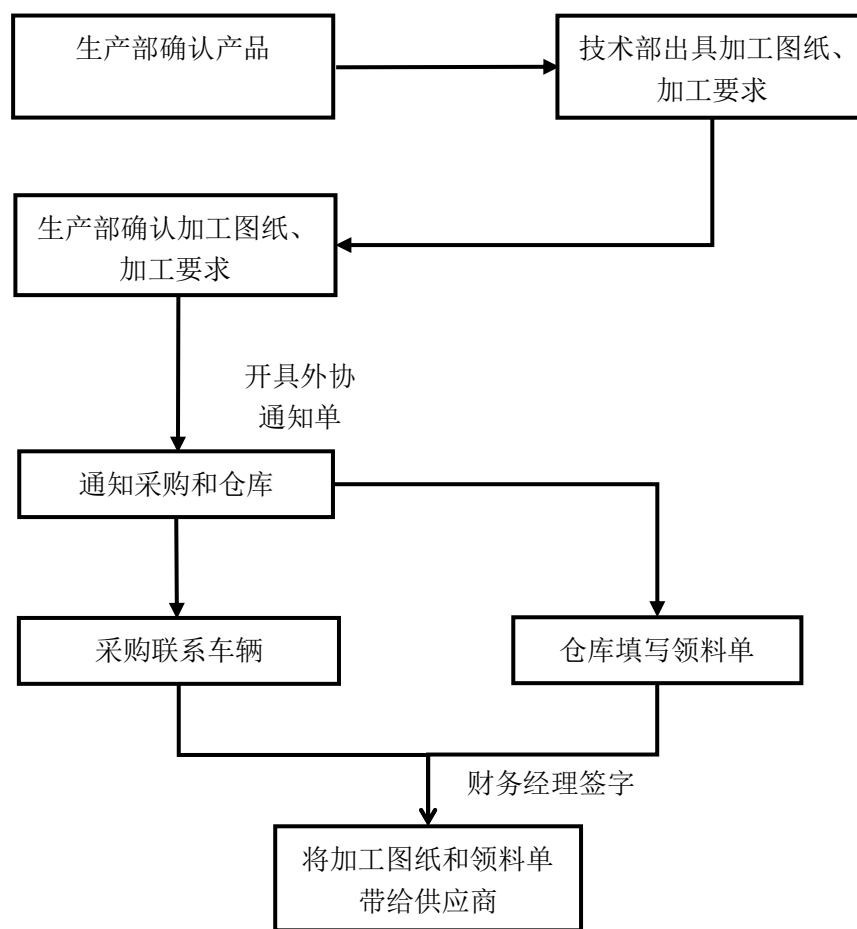 生产部确认产品
技术部出具加工图纸、
加工要求
生产部确认加工图纸、
加工要求
开具外协
通知单
通知采购和仓库
采购联系车辆
仓库填写领料单
财务经理签字
将加工图纸和领料单
带给供应商